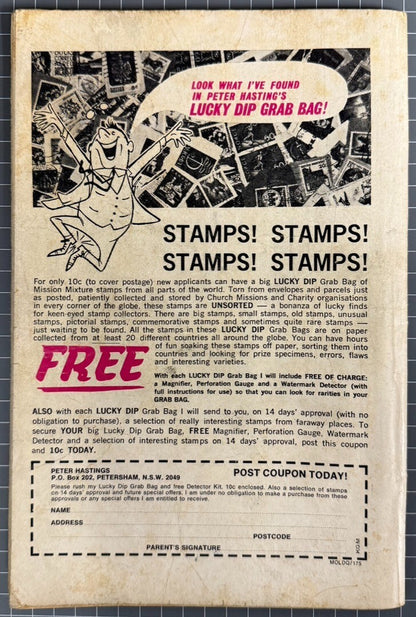 LOOK WHAT I'VE FOUND
IN PETER HASTING'S
LUCKY DIP GRAB BAG!
STAMPS! STAMPS!
STAMPS! STAMPS!
For only 10c (to cover postage) new applicants can have a big LUCKY DIP Grab Bag of
Mission Mixture stamps from all parts of the world. Torn from envelopes and parcels just
as posted, patiently collected and stored by Church Missions and Charity organisations
in every corner of the globe, these stamps are UNSORTED — a bonanza of lucky finds
for keen-eyed stamp collectors. There are big stamps, small stamps, old stamps, unusual
stamps, pictorial stamps, commemorative stamps and sometimes quite rare stamps —
just waiting to be found. All the stamps in these LUCKY DIP Grab Bags are on paper
collected from at least 20 different countries all around the globe. You can have hours
of fun soaking these stamps off paper, sorting them into
countries and looking for prize specimens, errors, flaws
and interesting varieties.
FREE
With each LUCKY DIP Grab Bag I will include FREE OF CHARGE:
a Magnifier, Perforation Gauge and a Watermark Detector (with
full instructions for use) so that you can look for rarities in your
GRAB BAG.
ALSO with each LUCKY DIP Grab Bag I will send to you, on 14 days' approval (with no
obligation to purchase), a selection of really interesting stamps from faraway places. To
secure YOUR big Lucky Dip Grab Bag, FREE Magnifier, Perforation Gauge, Watermark
Detector and a selection of interesting stamps on 14 days' approval, post this coupon
and 10c TODAY.
PETER HASTINGS
P.O. Box 202, PETERSHAM, N.S.W. 2049
POST COUPON TODAY!
Please rush my Lucky Dip Grab Bag and free Detector Kit. 10c enclosed. Also a selection of stamps
on 14 days' approval and future special offers. I am under no obligation to make a purchase from these
approvals or any special offers I am entitled to receive.
NAME
ADDRESS
POSTCODE
PARENT'S SIGNATURE
MOLDQ/175